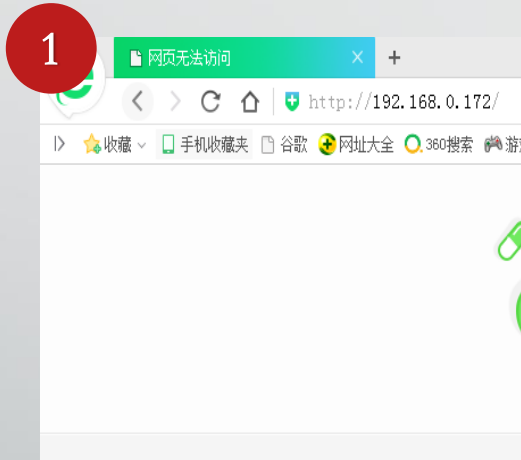 1
网页无法访问
http://192.168.0.172/
收藏 手机收藏夹 谷歌 网址大全 360搜索 游